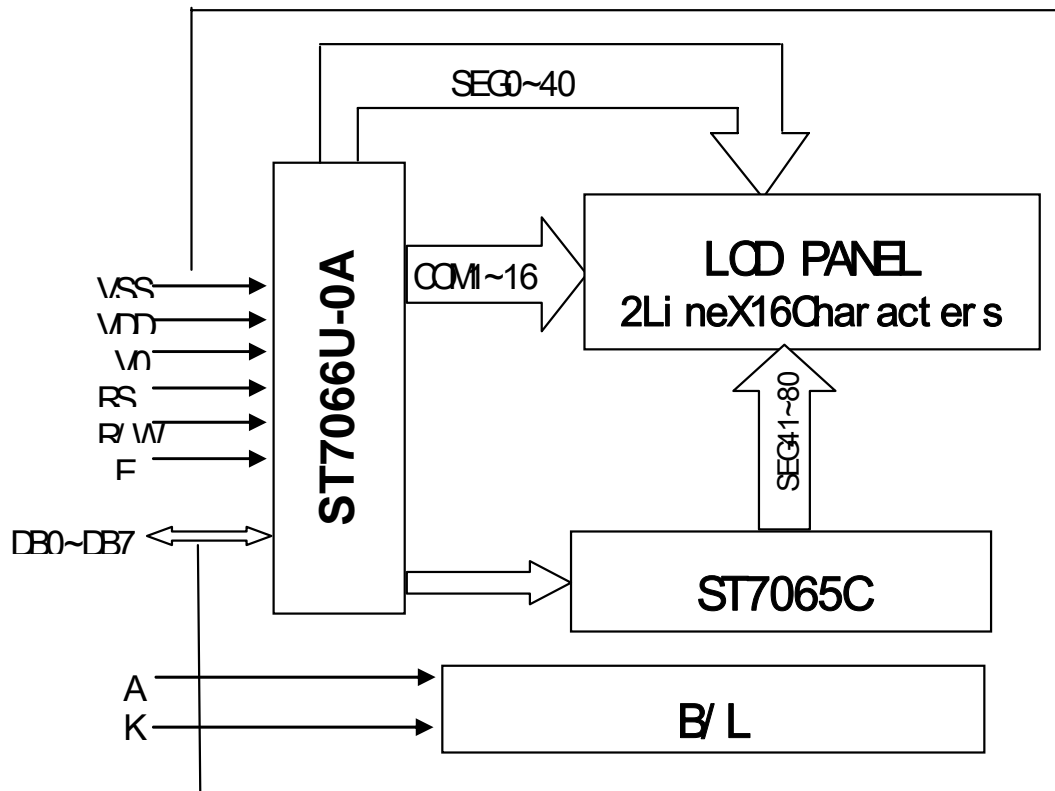 SEG0~40
ST7066U-0A
COM1~16
LCD PANEL
2LineX16Characters
VSS
VDD
V0
RS
R/W
E
SEG41~80
DB0~DB7
ST7065C
A
K
B/L